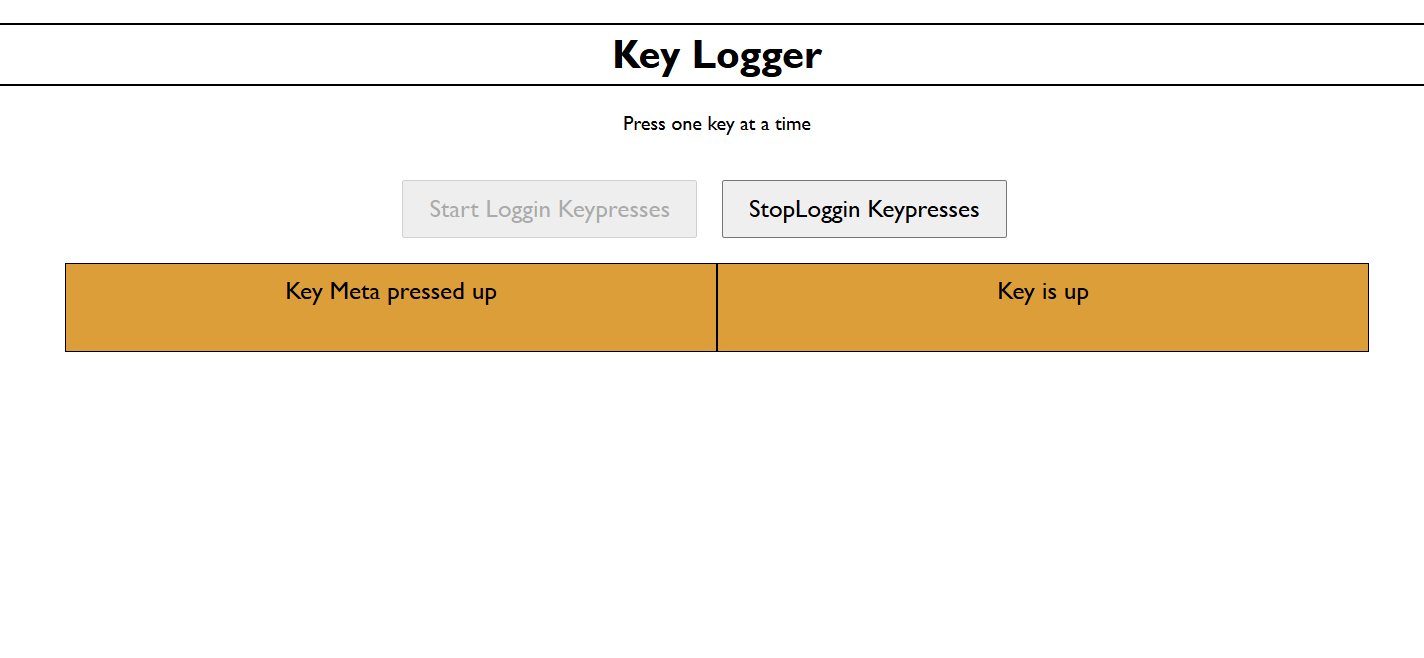 Key Logger
Press one key at a time
Start Loggin Keypresses
StopLoggin Keypresses
Key Meta pressed up
Key is up